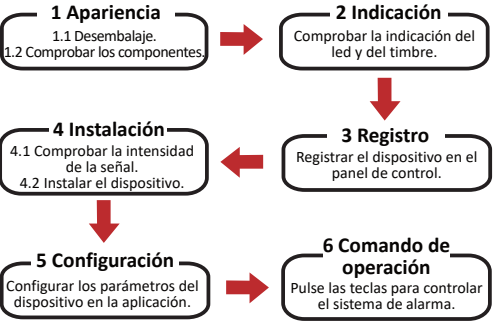 1 Apariencia
1.1 Desembalaje.
1.2 Comprobar los componentes.
2 Indicación
Comprobar la indicación del
led y del timbre.
3 Registro
Registrar el dispositivo en el
panel de control.
4 Instalación
4.1 Comprobar la intensidad
de la señal.
4.2 Instalar el dispositivo.
5 Configuración
Configurar los parámetros del
dispositivo en la aplicación.
6 Comando de
operación
Pulse las teclas para controlar
el sistema de alarma.